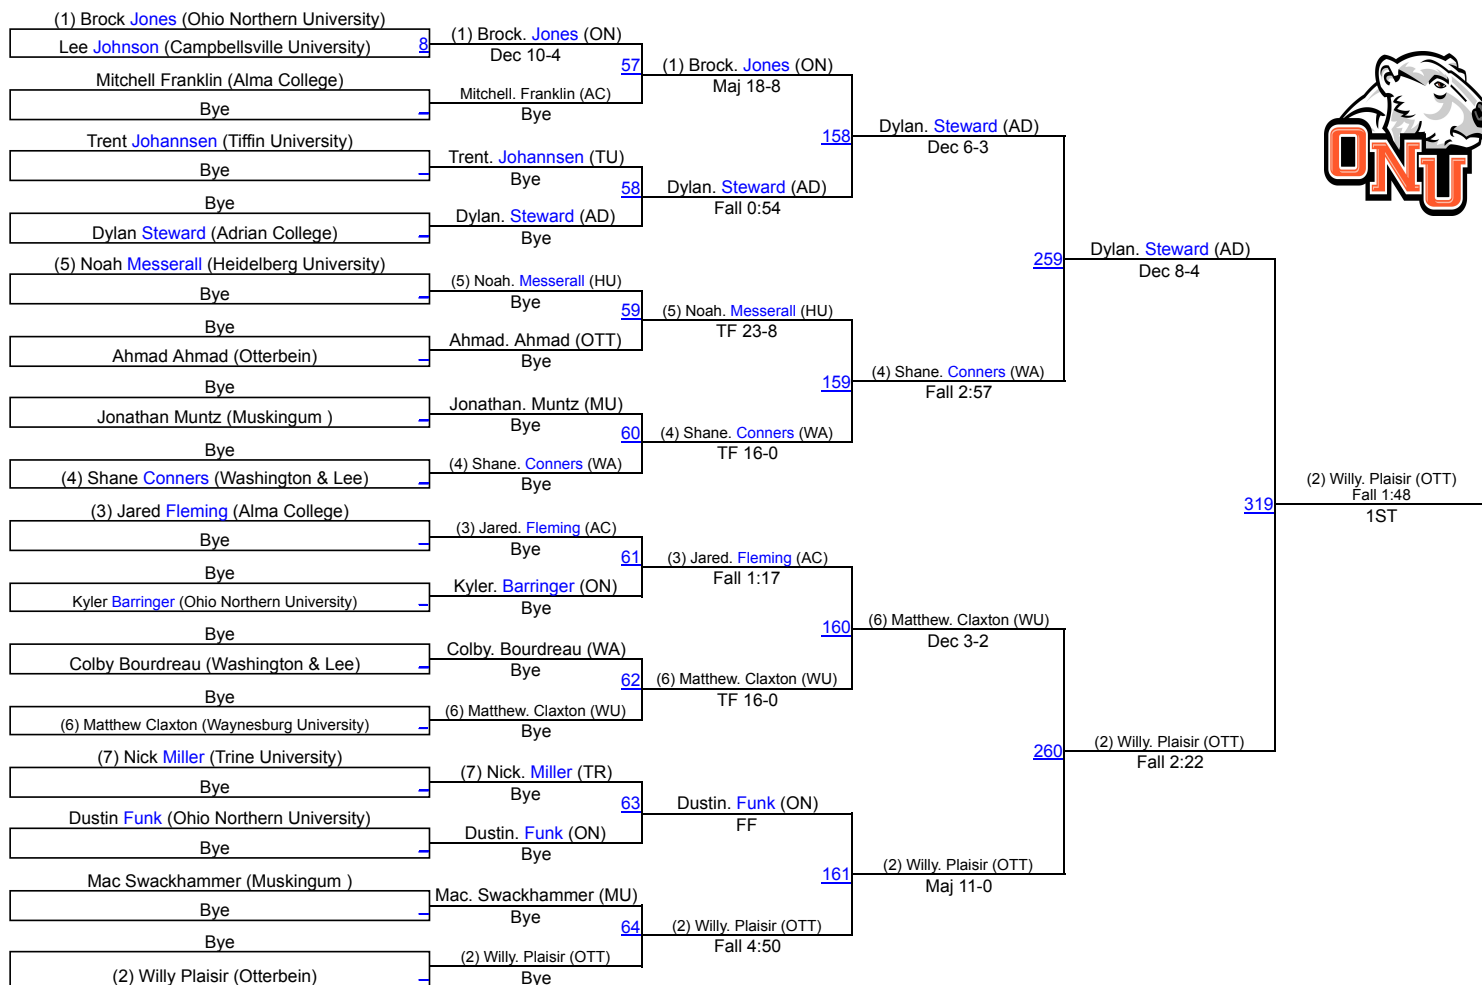 (1) Brock Jones (Ohio Northern University)
Lee Johnson (Campbellsville University)
8
Mitchell Franklin (Alma College)
Bye
Trent Johannsen (Tiffin University)
Bye
Bye
Dylan Steward (Adrian College)
(5) Noah Messerall (Heidelberg University)
Bye
Bye
Ahmad Ahmad (Otterbein)
Bye
Jonathan Muntz (Muskingum )
Bye
(4) Shane Conners (Washington & Lee)
(3) Jared Fleming (Alma College)
Bye
Bye
Kyler Barringer (Ohio Northern University)
Bye
Colby Bourdreau (Washington & Lee)
Bye
(6) Matthew Claxton (Waynesburg University)
(7) Nick Miller (Trine University)
Bye
Dustin Funk (Ohio Northern University)
Bye
Mac Swackhammer (Muskingum )
Bye
Bye
(2) Willy Plaisir (Otterbein)
(1) Brock. Jones (ON)
Dec 10-4
57
Mitchell. Franklin (AC)
Bye
Trent. Johannsen (TU)
Bye
58
Dylan. Steward (AD)
Bye
(5) Noah. Messerall (HU)
Bye
59
Ahmad. Ahmad (OTT)
Bye
Jonathan. Muntz (MU)
Bye
60
(4) Shane. Conners (WA)
Bye
(3) Jared. Fleming (AC)
Bye
61
Kyler. Barringer (ON)
Bye
Colby. Bourdreau (WA)
Bye
62
(6) Matthew. Claxton (WU)
Bye
(7) Nick. Miller (TR)
Bye
63
Dustin. Funk (ON)
Bye
Mac. Swackhammer (MU)
Bye
64
(2) Willy. Plaisir (OTT)
Bye
(1) Brock. Jones (ON)
Maj 18-8
158
Dylan. Steward (AD)
Fall 0:54
(5) Noah. Messerall (HU)
TF 23-8
159
(4) Shane. Conners (WA)
TF 16-0
(3) Jared. Fleming (AC)
Fall 1:17
160
(6) Matthew. Claxton (WU)
TF 16-0
Dustin. Funk (ON)
FF
161
(2) Willy. Plaisir (OTT)
Fall 4:50
Dylan. Steward (AD)
Dec 6-3
259
(4) Shane. Conners (WA)
Fall 2:57
(6) Matthew. Claxton (WU)
Dec 3-2
260
(2) Willy. Plaisir (OTT)
Maj 11-0
Dylan. Steward (AD)
Dec 8-4
319
(2) Willy. Plaisir (OTT)
Fall 2:22
(2) Willy. Plaisir (OTT)
Fall 1:48
1ST
ONU